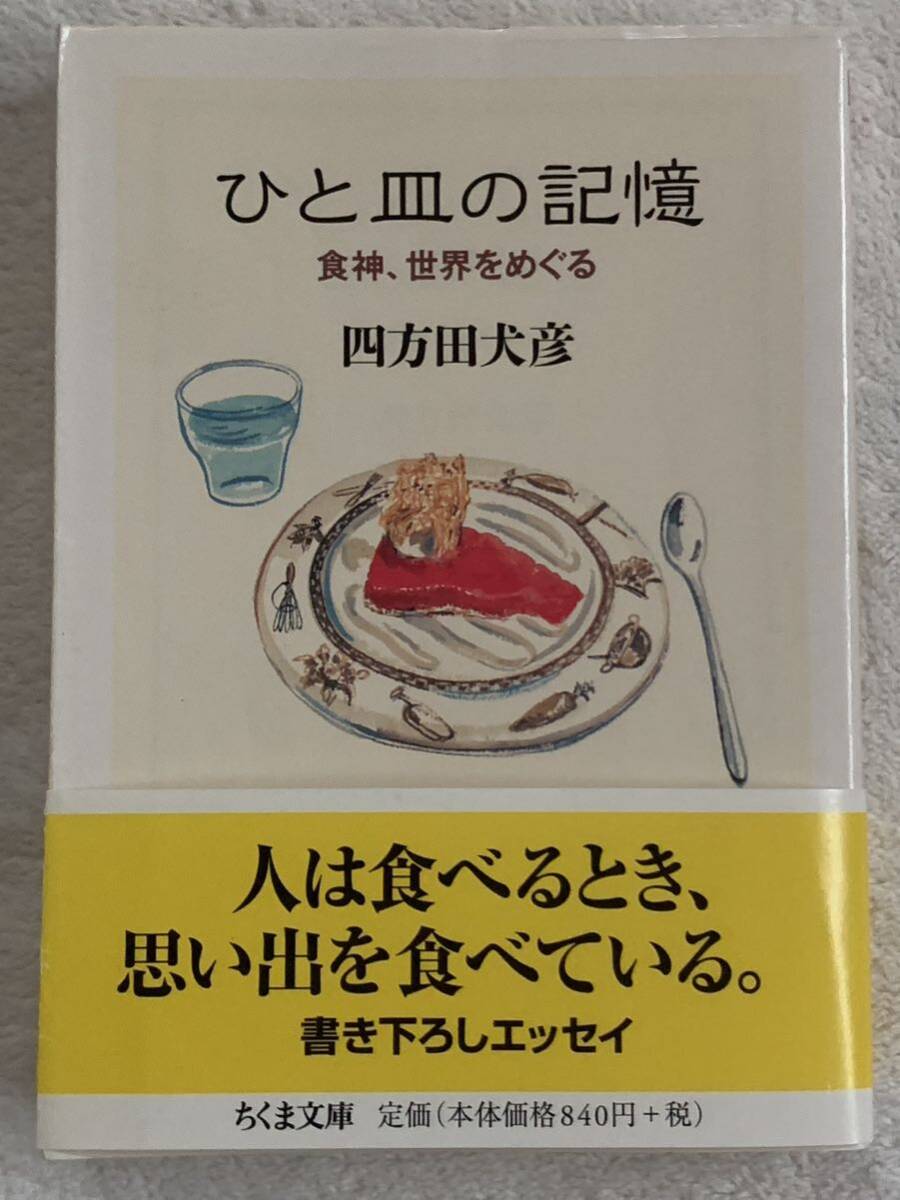 ひと皿の記憶
食神、世界をめぐる
四方田犬彦
人は食べるとき、
思い出を食べている。
書き下ろしエッセイ
ちくま文庫 定価(本体価格840円+税)